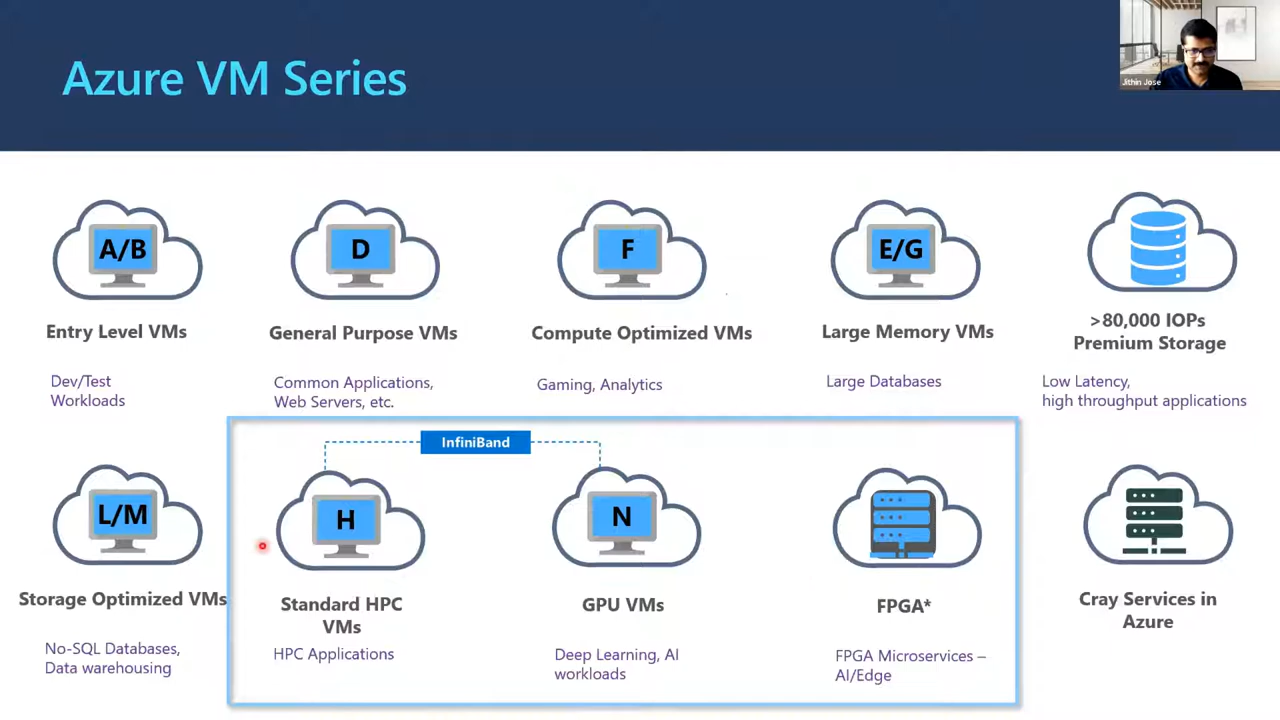 Azure VM Series
Jithin Jose
A/B
D
F
E/G
Entry Level VMs
General Purpose VMs
Compute Optimized VMs
Large Memory VMs
>80,000 IOPs
Premium Storage
Dev/Test
Workloads
Common Applications,
Web Servers, etc.
Gaming, Analytics
Large Databases
Low Latency,
high throughput applications
InfiniBand
L/M
H
N
Storage Optimized VMs
Standard HPC
VMs
GPU VMs
FPGA*
Cray Services in
Azure
No-SQL Databases,
Data warehousing
HPC Applications
Deep Learning, AI
workloads
FPGA Microservices –
AI/Edge